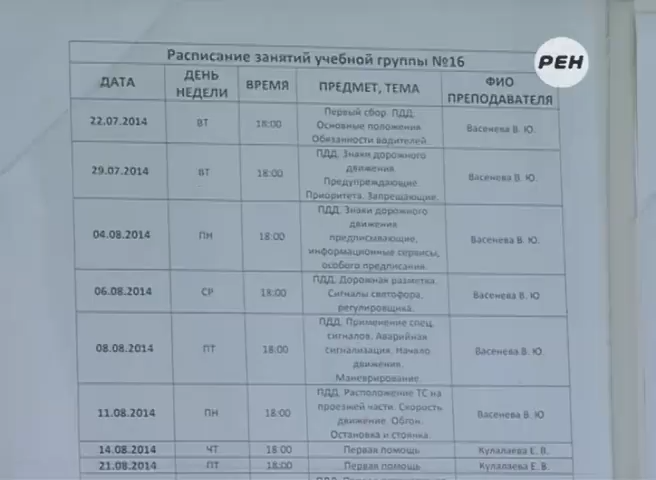 РЕН
Расписание занятий учебной группы №16
ДАТА ДЕНЬ НЕДЕЛИ ВРЕМЯ ПРЕДМЕТ, ТЕМА ФИО ПРЕПОДАВАТЕЛЯ
22.07.2014 ВТ 18:00 Первый сбор. ПДД. Васенева В. Ю.
Основные положения.
Обязанности водителей.
29.07.2014 ВТ 18:00 ПДД. Знаки дорожного Васенева В. Ю.
движения.
Предупреждающие
Приоритета. Запрещающие.
04.08.2014 ПН 18:00 ПДД. Знаки дорожного Васенева В. Ю.
движения
предписывающие,
информационные сервисы,
особого предписания.
06.08.2014 СР 18:00 ПДД. Дорожная разметка. Васенева В. Ю
Сигналы светофора,
регулировщика.
08.08.2014 ПТ 18:00 ПДД. Применение спец. Васенева В. Ю.
сигналов. Аварийная
сигнализация. Начало
движения.
Маневрирование
11.08.2014 ПН 18:00 ПДД. Расположение ТС на Васенева В. Ю
проезжей части. Скорость
движения. Обгон.
Остановка и стоянка.
14.08.2014 ЧТ 18:00 Первая помощь Кулалаева Е. В.
21.08.2014 ПТ 18:00 Первая помощь Кулалаева Е. В.